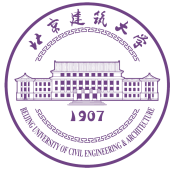 北京建筑大学
1907
BEIJING UNIVERSITY OF CIVIL ENGINEERING & ARCHITECTURE